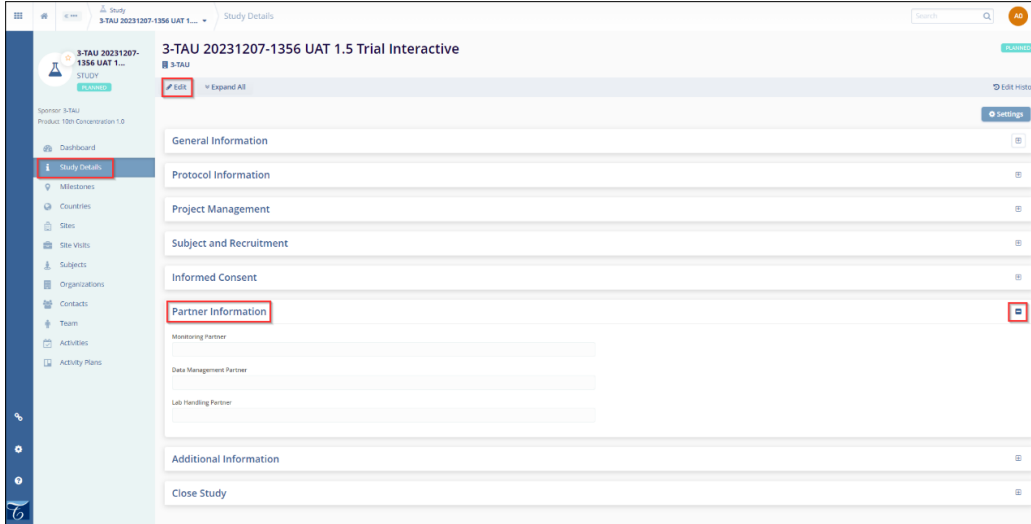 Study
3-TAU 20231207-1356 UAT 1....
Study Details
Search
AO
3-TAU 20231207-
1356 UAT 1...
STUDY
PLANNED
Sponsor 3-TAU
Product 10th Concentration 1.0
Dashboard
Study Details
Milestones
Countries
Sites
Site Visits
Subjects
Organizations
Contacts
Team
Activities
Activity Plans
3-TAU 20231207-1356 UAT 1.5 Trial Interactive
3-TAU
PLANNED
Edit
Expand All
Edit Histo
Settings
General Information
Protocol Information
Project Management
Subject and Recruitment
Informed Consent
Partner Information
Monitoring Partner
Data Management Partner
Lab Handling Partner
Additional Information
Close Study